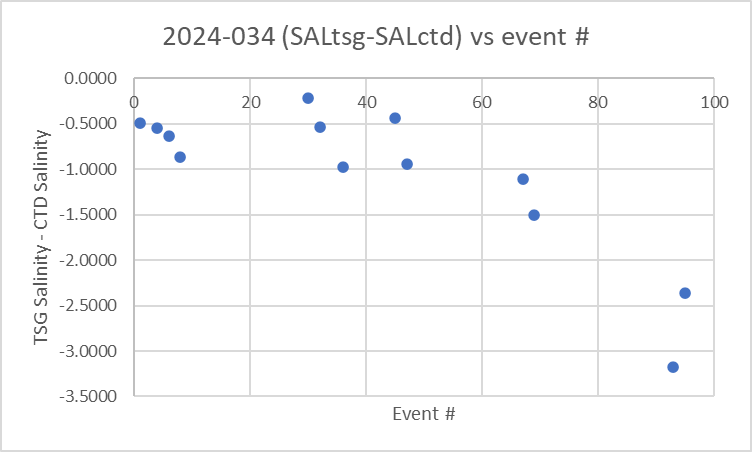 2024-034 (SALtsg-SALctd) vs event #
0.0000
0 20 40 60 80 100
-0.5000
-1.0000
-1.5000
-2.0000
-2.5000
-3.0000
-3.5000
TSG Salinity - CTD Salinity
Event #